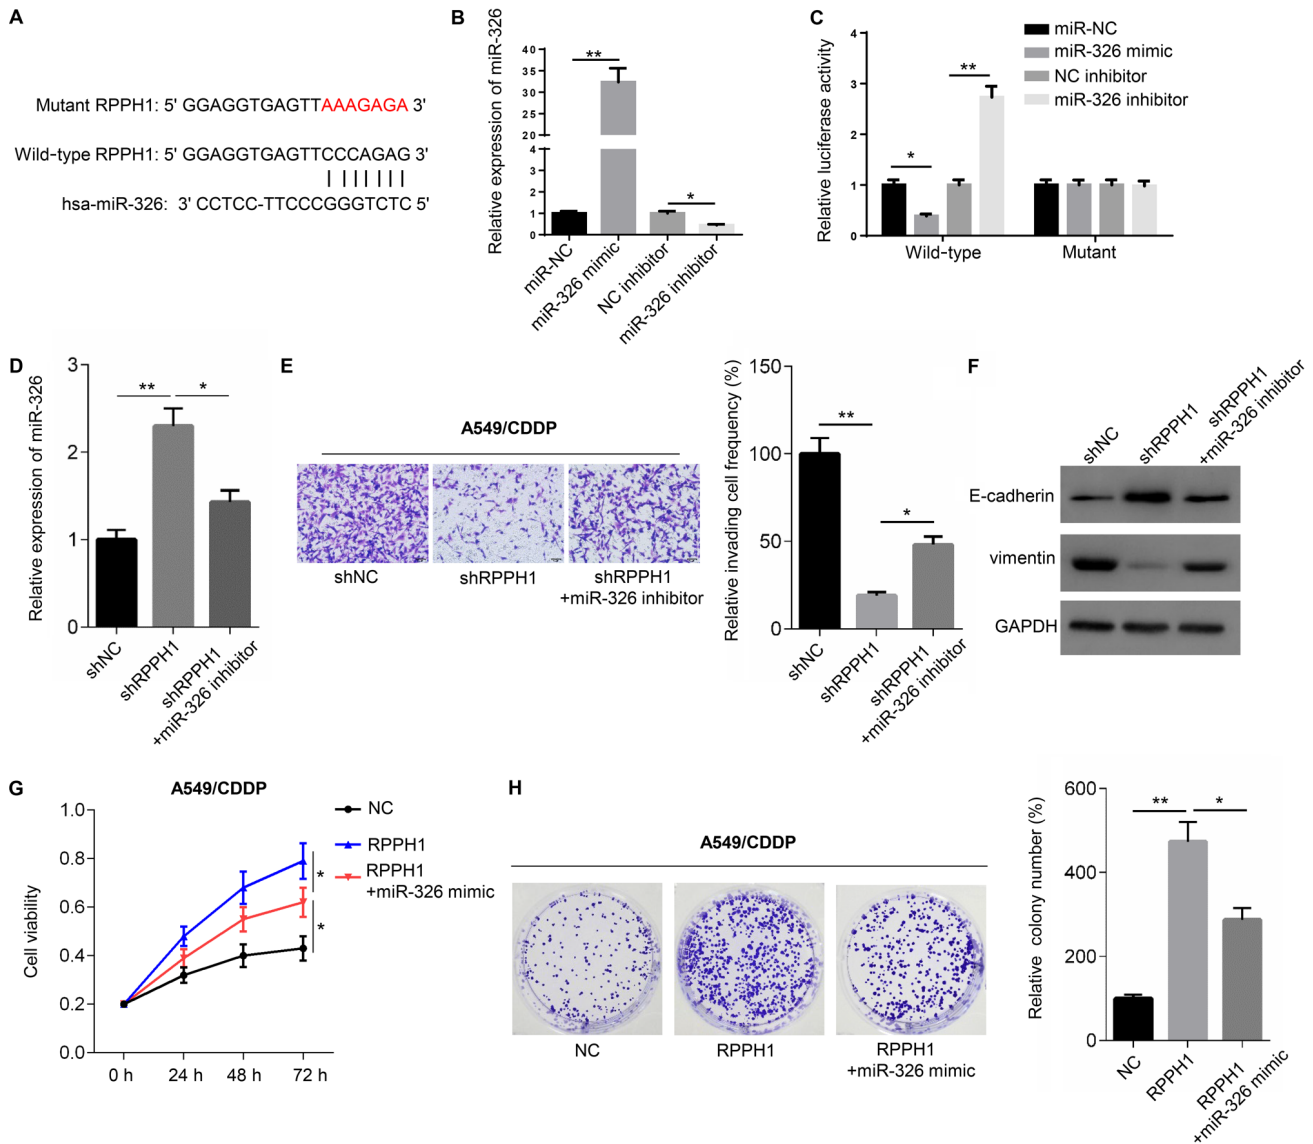 A
Mutant RPPH1: 5' GGAGGTGAGTTAAAGAGA 3'
Wild-type RPPH1: 5' GGAGGTGAGTTCCCAGAG 3'
hsa-miR-326: 3' CCTCC-TTCCCGGGTCTC 5'
B
Relative expression of miR-326
40
35
30
25
20
4
3
2
1
0
**
*
miR-NC
miR-326 mimic
NC inhibitor
miR-326 inhibitor
C
Relative luciferase activity
4
3
2
1
0
*
**
Wild-type
Mutant
miR-NC
miR-326 mimic
NC inhibitor
miR-326 inhibitor
D
Relative expression of miR-326
3
2
1
0
**
*
shNC
shRPPH1
shRPPH1
+miR-326 inhibitor
E
A549/CDDP
shNC
shRPPH1
shRPPH1
+miR-326 inhibitor
Relative invading cell frequency (%)
150
100
50
0
**
*
shNC
shRPPH1
shRPPH1
+miR-326 inhibitor
F
shNC
shRPPH1
shRPPH1
+miR-326 inhibitor
E-cadherin
vimentin
GAPDH
G
A549/CDDP
Cell viability
1.0
0.8
0.6
0.4
0.2
0.0
0 h
24 h
48 h
72 h
*
*
NC
RPPH1
RPPH1
+miR-326 mimic
H
A549/CDDP
NC
RPPH1
RPPH1
+miR-326 mimic
Relative colony number (%)
600
400
200
0
**
*
NC
RPPH1
RPPH1
+miR-326 mimic